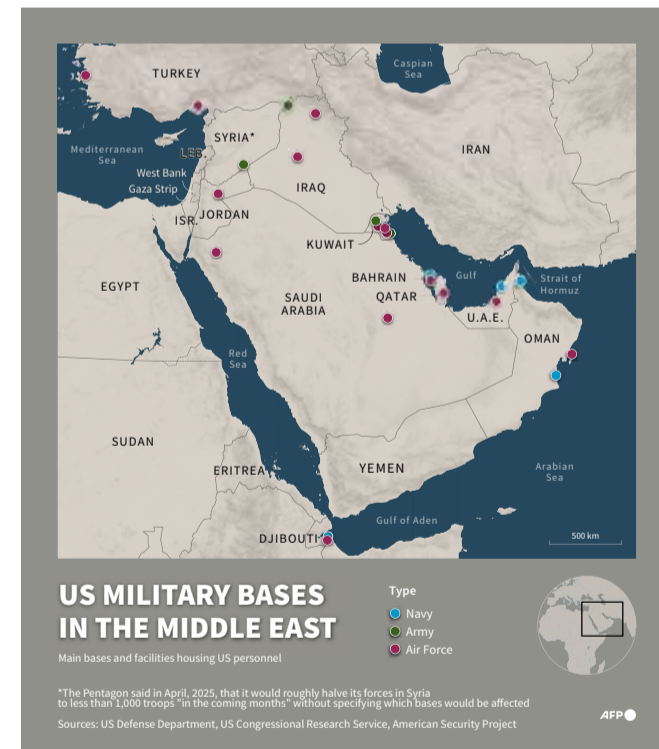 Caspian
Sea
TURKEY
Mediterranean
Sea
SYRIA*
LEB.
IRAN
West Bank
Gaza Strip
IRAQ
ISR.
JORDAN
KUWAIT
EGYPT
BAHRAIN
Gulf
Strait of
Hormuz
QATAR
SAUDI
ARABIA
U.A.E.
OMAN
Red
Sea
SUDAN
ERITREA
YEMEN
Arabian
Sea
Gulf of Aden
DJIBOUTI
500 km
US MILITARY BASES
IN THE MIDDLE EAST
Main bases and facilities housing US personnel
Type
Navy
Army
Air Force
*The Pentagon said in April, 2025, that it would roughly halve its forces in Syria
to less than 1,000 troops "in the coming months" without specifying which bases would be affected
Sources: US Defense Department, US Congressional Research Service, American Security Project
AFP